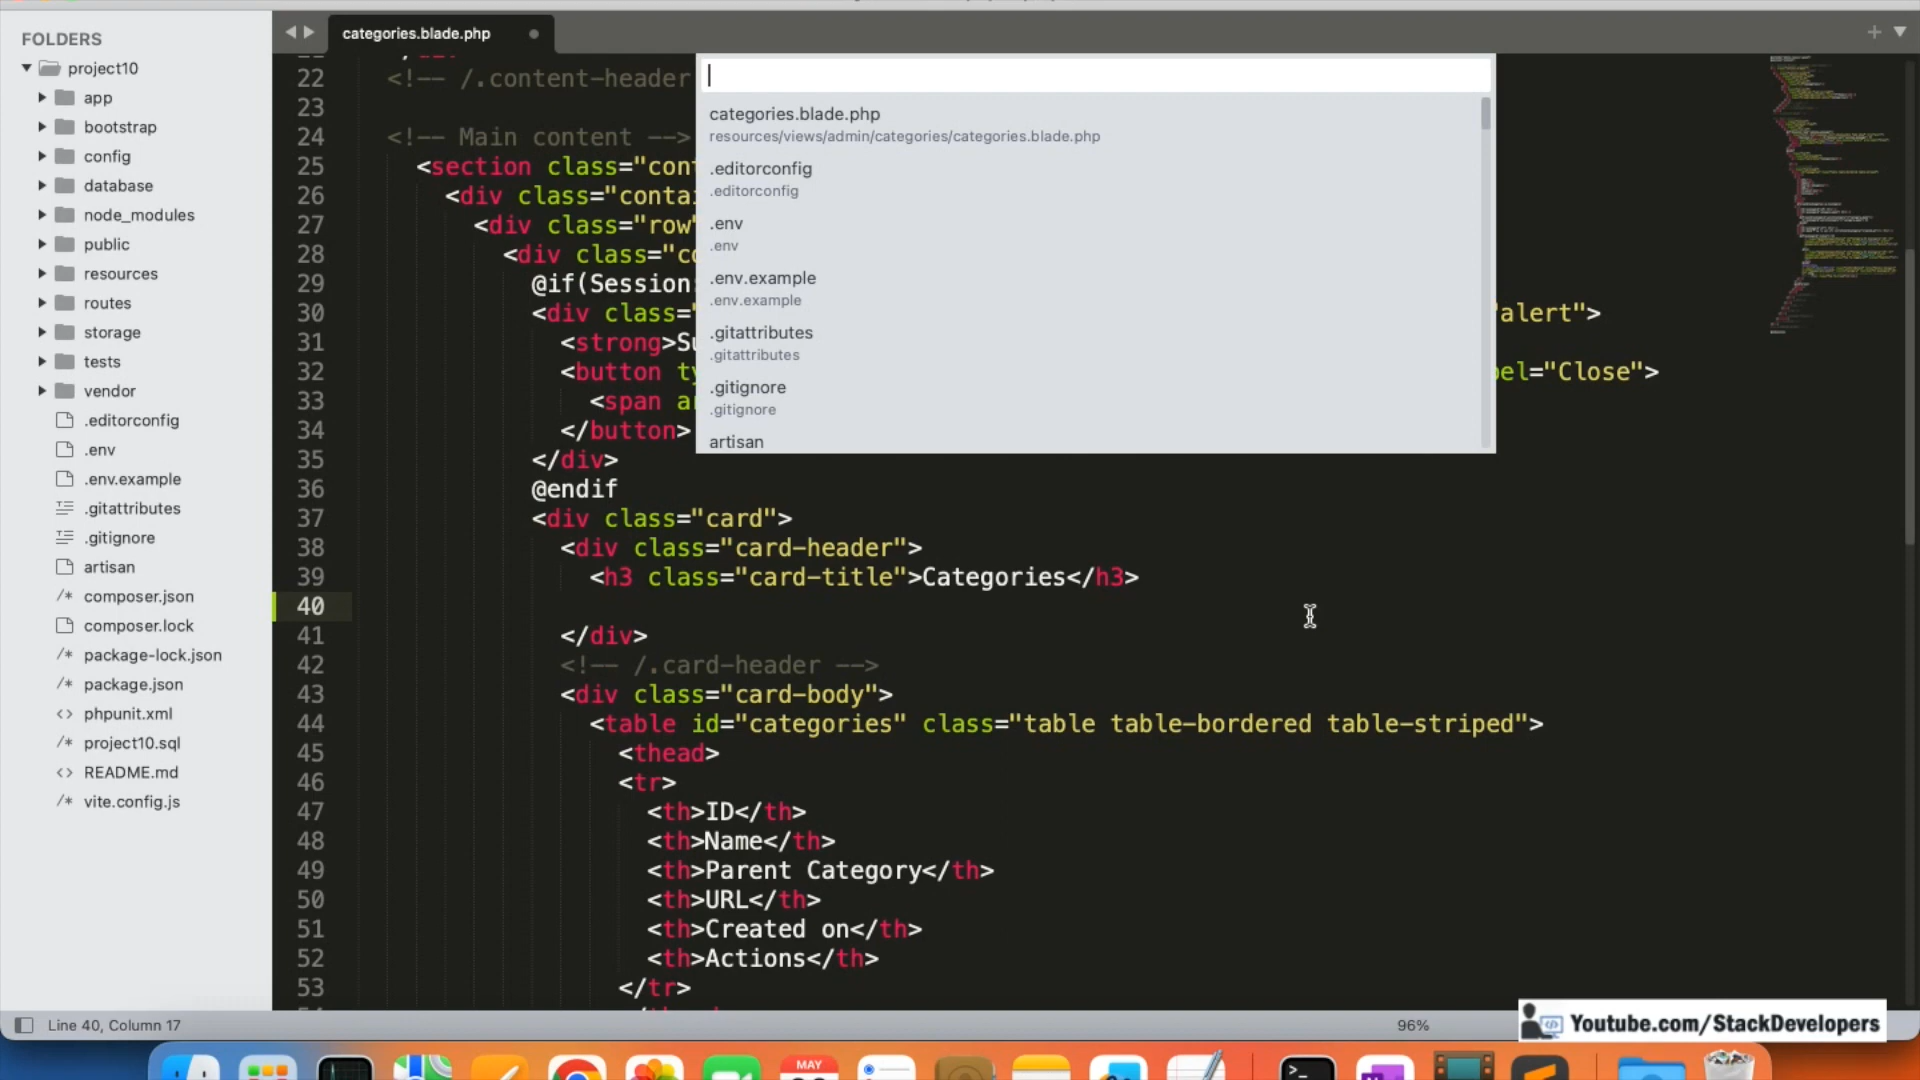 FOLDERS
project10
app
bootstrap
config
database
node_modules
public
resources
routes
storage
tests
vendor
.editorconfig
.env
.env.example
.gitattributes
.gitignore
artisan
composer.json
composer.lock
package-lock.json
package.json
phpunit.xml
project10.sql
README.md
vite.config.js
categories.blade.php
categories.blade.php
resources/views/admin/categories/categories.blade.php
.editorconfig
.editorconfig
.env
.env
.env.example
.env.example
.gitattributes
.gitattributes
.gitignore
.gitignore
artisan
22 <!-- /.content-header
23
24 <!-- Main content -->
25 <section class="con
26 <div class="contai
27 <div class="row"
28 <div class="co
29 @if(Session
30 <div class= alert">
31 <strong>Su
32 <button ty bel="Close">
33 <span a
34 </button>
35 </div>
36 @endif
37 <div class="card">
38 <div class="card-header">
39 <h3 class="card-title">Categories</h3>
40
41 </div>
42 <!-- /.card-header -->
43 <div class="card-body">
44 <table id="categories" class="table table-bordered table-striped">
45 <thead>
46 <tr>
47 <th>ID</th>
48 <th>Name</th>
49 <th>Parent Category</th>
50 <th>URL</th>
51 <th>Created on</th>
52 <th>Actions</th>
53 </tr>
Line 40, Column 17
96%
Youtube.com/StackDevelopers
MAY